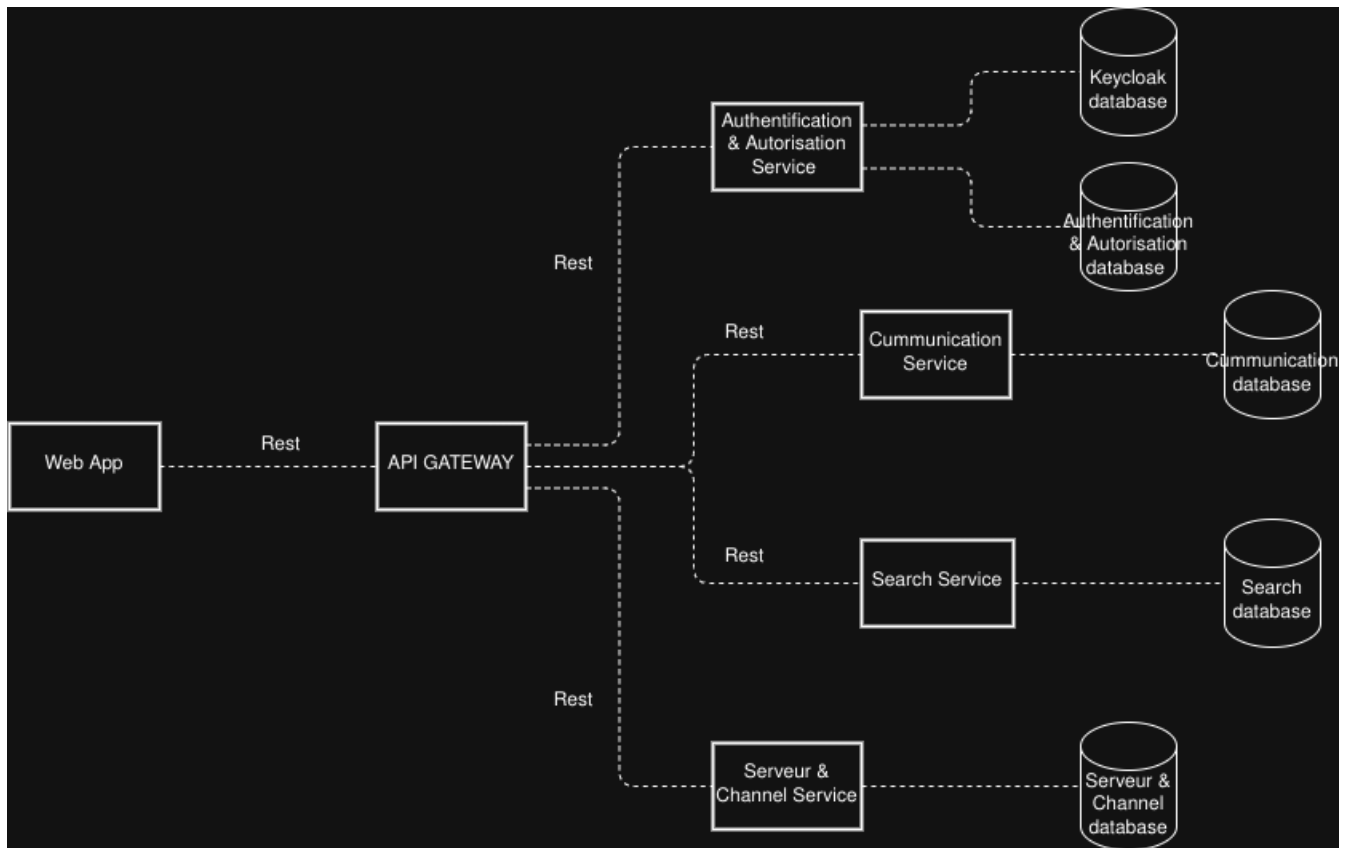 Keycloak
database
Authentification
& Autorisation
Service
Authentification
& Autorisation
database
Rest
Rest
Cummunication
Service
Cummunication
database
Rest
Web App
API GATEWAY
Rest
Search Service
Search
database
Rest
Serveur &
Channel Service
Serveur &
Channel
database